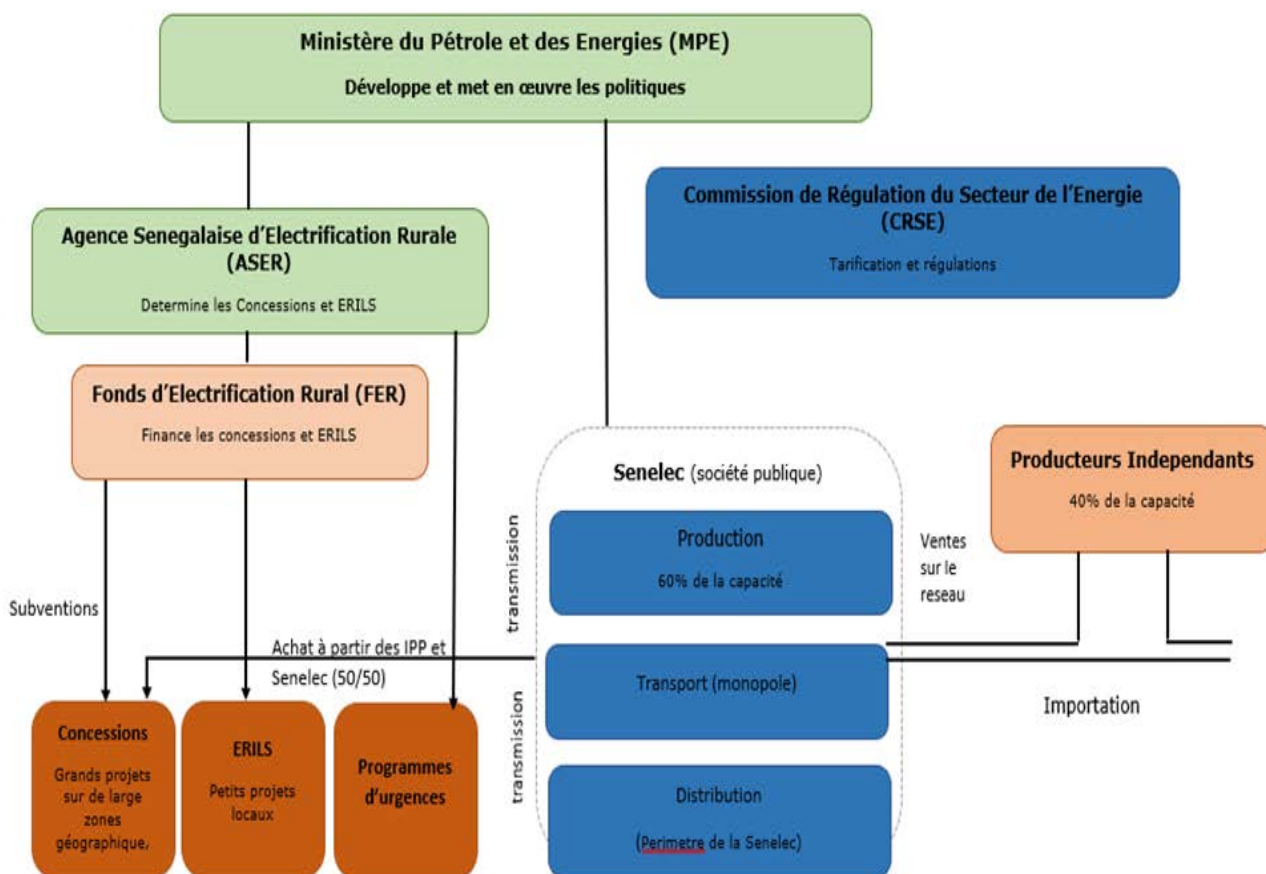 Ministère du Pétrole et des Energies (MPE)
Développe et met en œuvre les politiques
Commission de Régulation du Secteur de l'Energie
(CRSE)
Tarification et régulations
Agence Senegalaise d'Electrification Rurale
(ASER)
Determine les Concessions et ERILS
Fonds d'Electrification Rural (FER)
Finance les concessions et ERILS
Senelec (société publique)
Production
60% de la capacité
Transport (monopole)
Distribution
(Perimetre de la Senelec)
transmission
transmission
Producteurs Independants
40% de la capacité
Ventes
sur le
reseau
Importation
Subventions
Achat à partir des IPP et
Senelec (50/50)
Concessions
Grands projets
sur de large
zones
géographique,
ERILS
Petits projets
locaux
Programmes
d'urgences